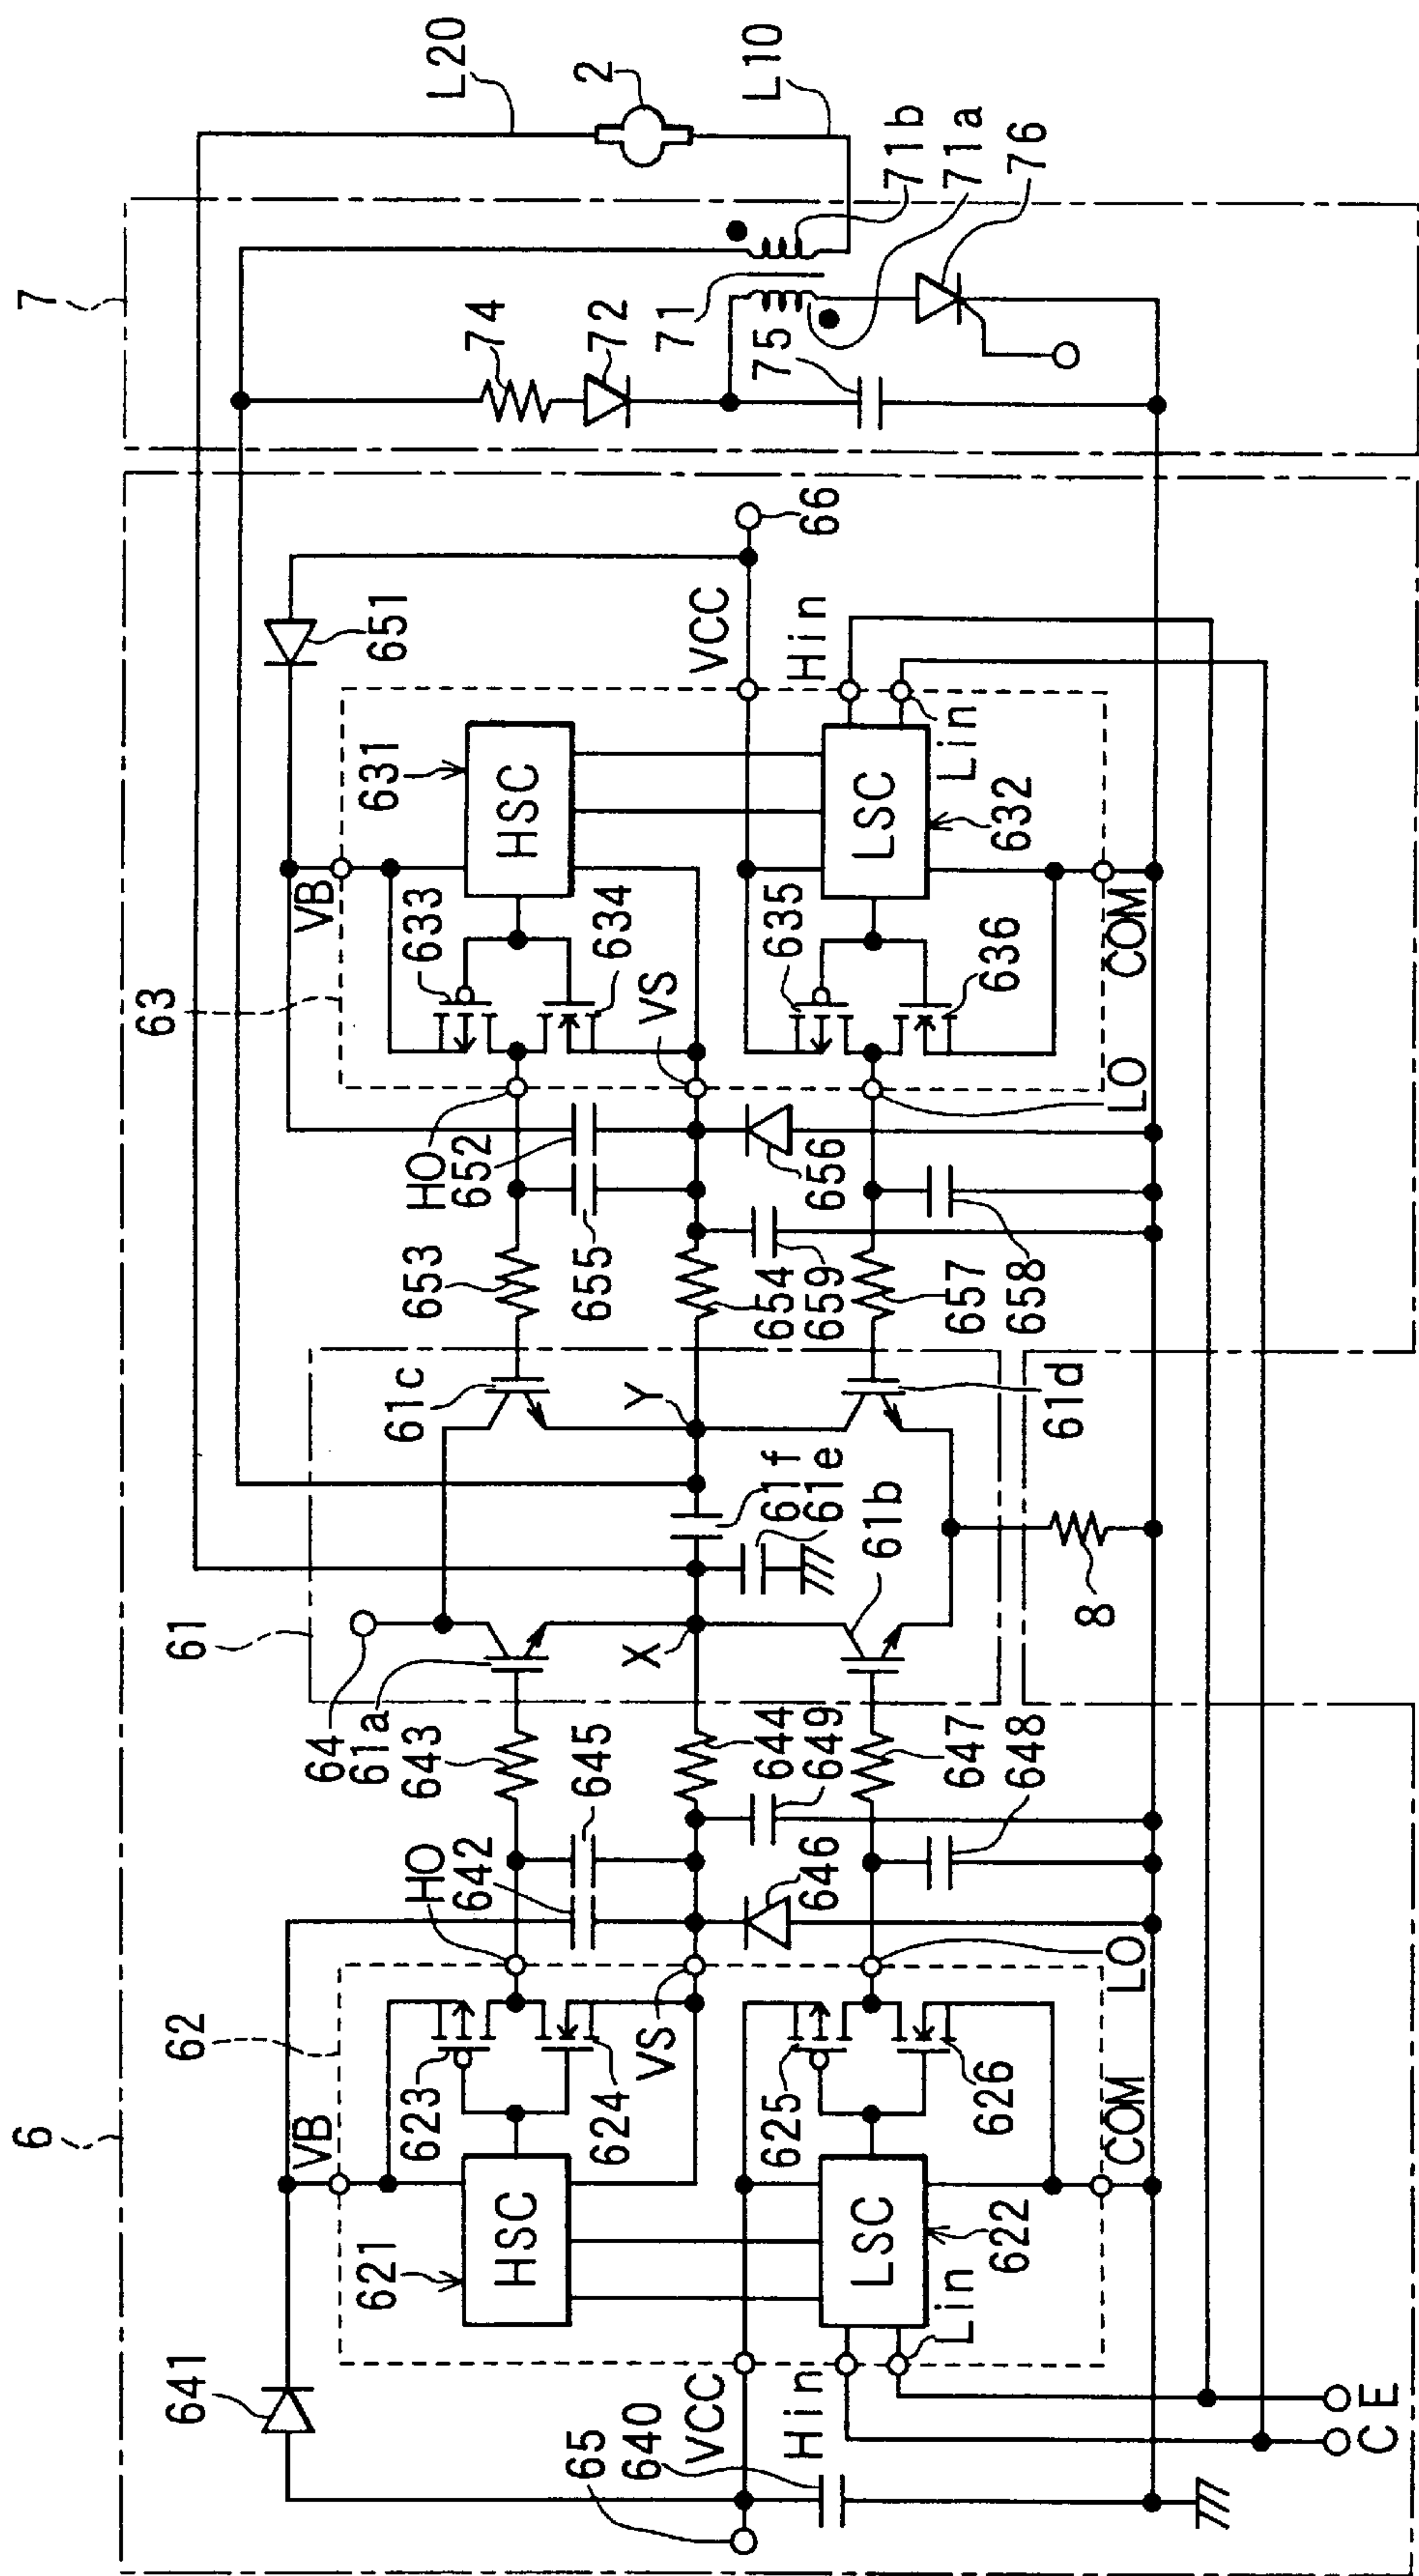 6
62
VB
HO
642
645
643
61a
64
61
641
621
HSC
623
624
VS
644
649
X
VCC
65
640
Hin
622
LSC
Lin
625
626
646
647
648
COM
LO
C
E
8
61b
61e
61f
Y
61c
61d
653
655
652
HO
654
659
656
657
658
63
VB
633
634
VS
631
HSC
651
635
636
LO
COM
632
LSC
Lin
Hin
VCC
66
7
74
72
71
75
71a
71b
76
L20
2
L10